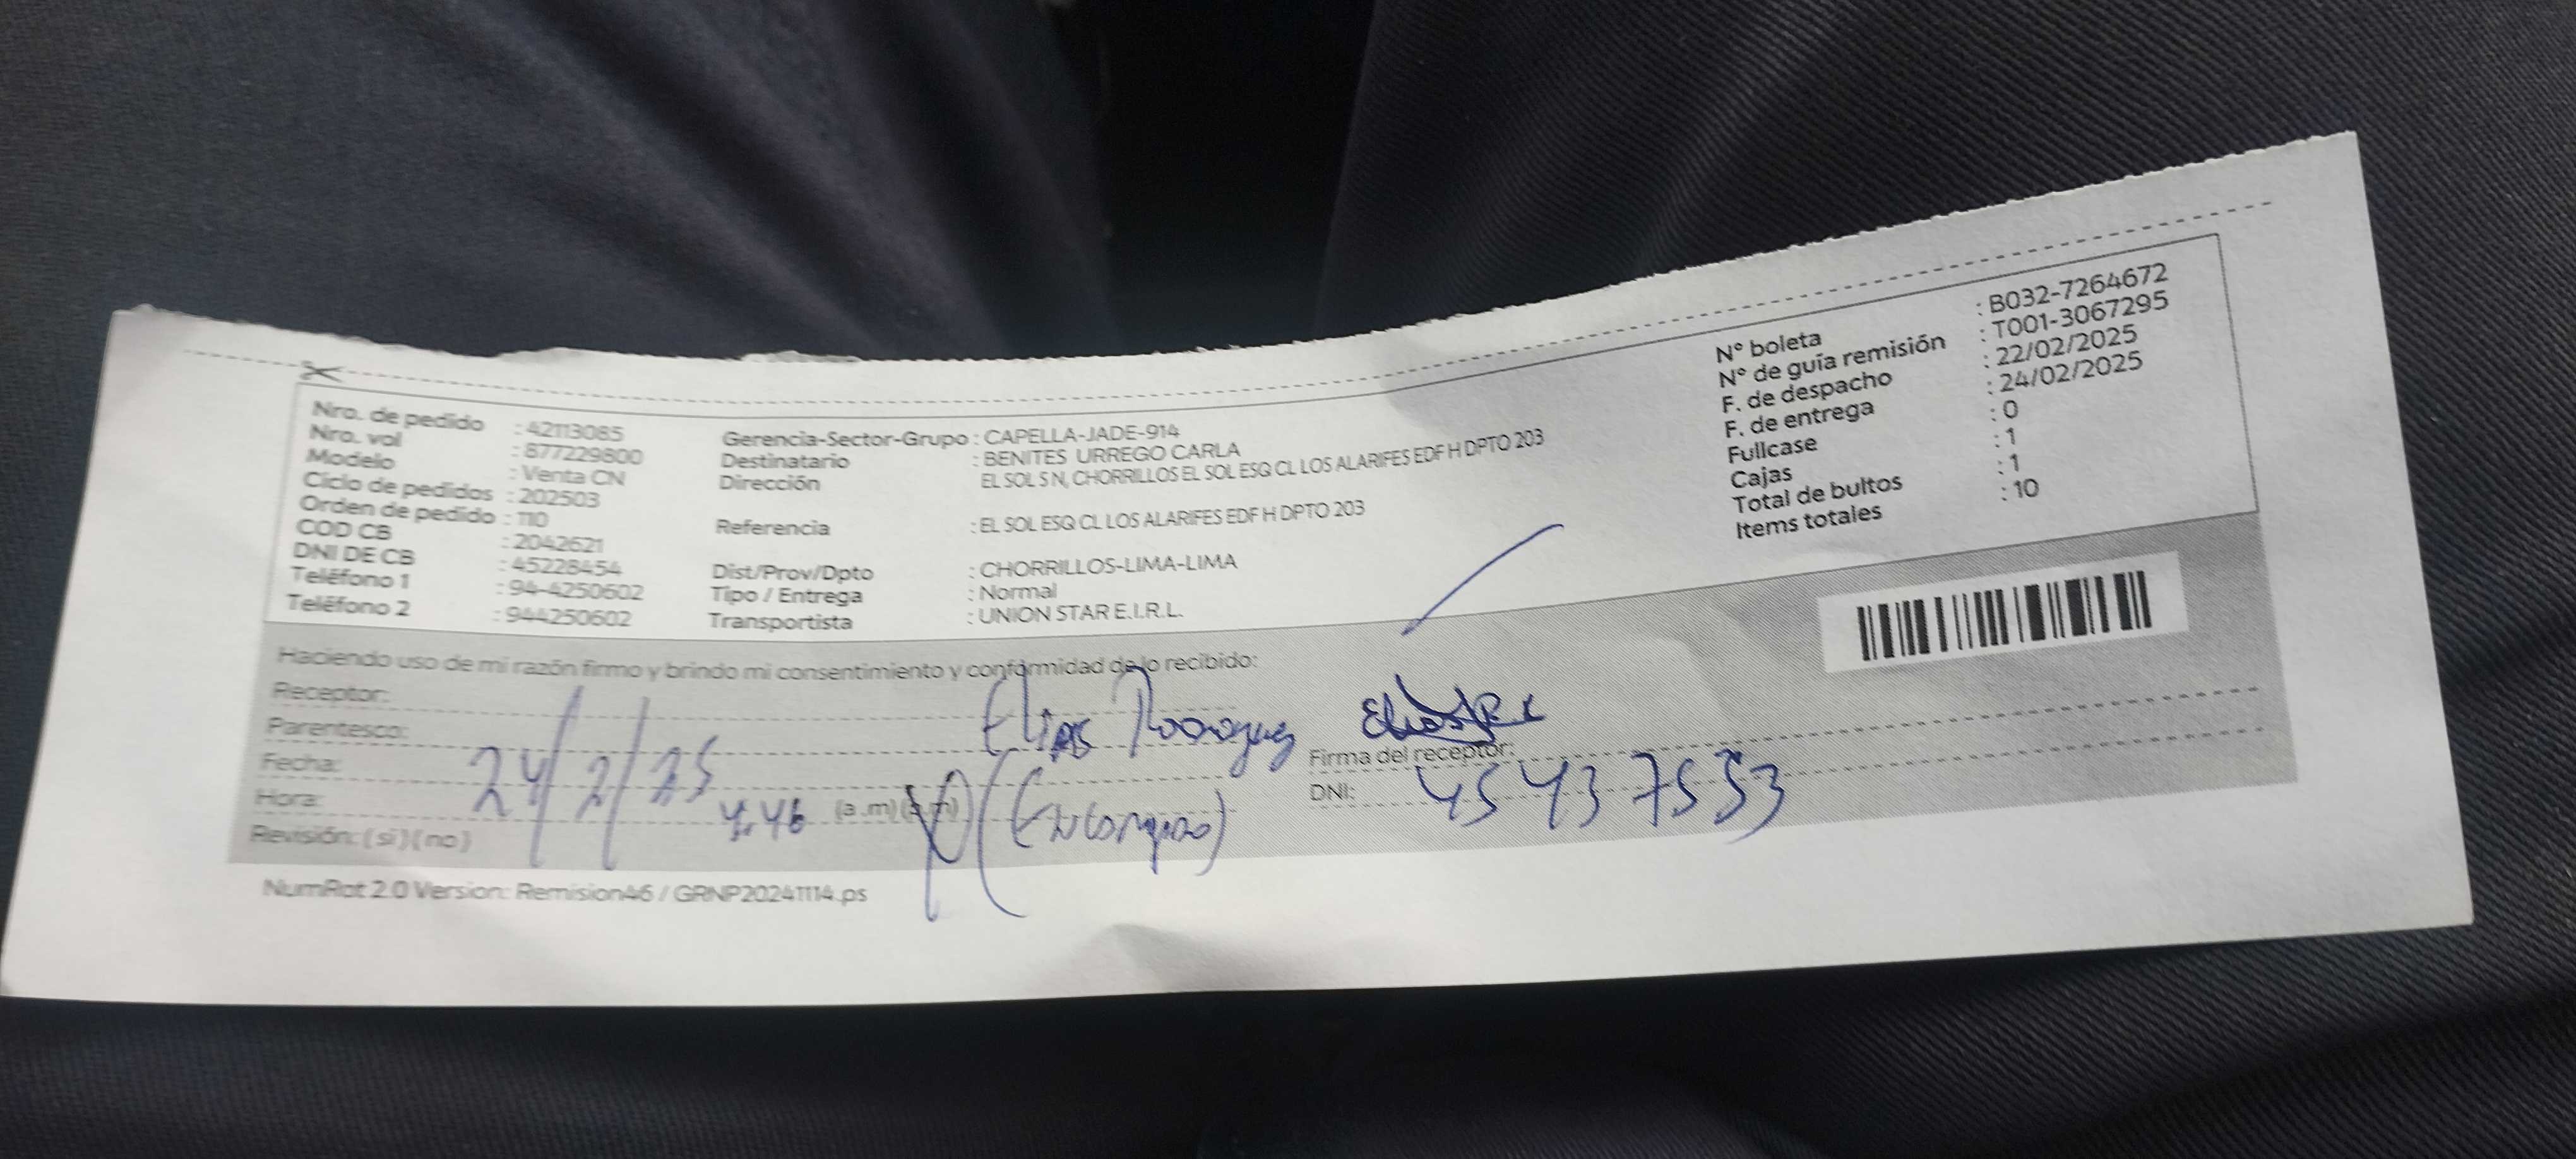 Nro. de pedido : 42113085
Nro. val : 877229800
Modelo : Venta CN
Ciclo de pedidos : 202503
Orden de pedido : 110
COD CB : 2042621
DNI DE CB : 45228454
Teléfono 1 : 94-4250602
Teléfono 2 : 944250602
Gerencia-Sector-Grupo : CAPELLA-JADE-914
Destinatario : BENITES URREGO CARLA
Dirección EL SOL S N, CHORRILLOS EL SOL ESQ CL LOS ALARIFES EDF H DPTO 203
Referencia : EL SOL ESQ CL LOS ALARIFES EDF H DPTO 203
Dist/Prov/Dpto : CHORRILLOS-LIMA-LIMA
Tipo / Entrega : Normal
Transportista : UNION STAR E.I.R.L.
N° boleta : B032-7264672
N° de guía remisión : T001-3067295
F. de despacho : 22/02/2025
F. de entrega : 24/02/2025
Fullcase : 0
Cajas : 1
Total de bultos : 1
Items totales : 10
Haciendo uso de mi razón firmo y brindo mi consentimiento y conformidad de lo recibido:
Receptor: Elias
Parentesco:
Fecha: 24/2/25
Hora: 4:46 (a.m) (p.m)
Revisión: ( si ) ( no )
Firma del receptor:
DNI: 45437553
NumRot 2.0 Version: Remision46 / GRNP20241114.ps